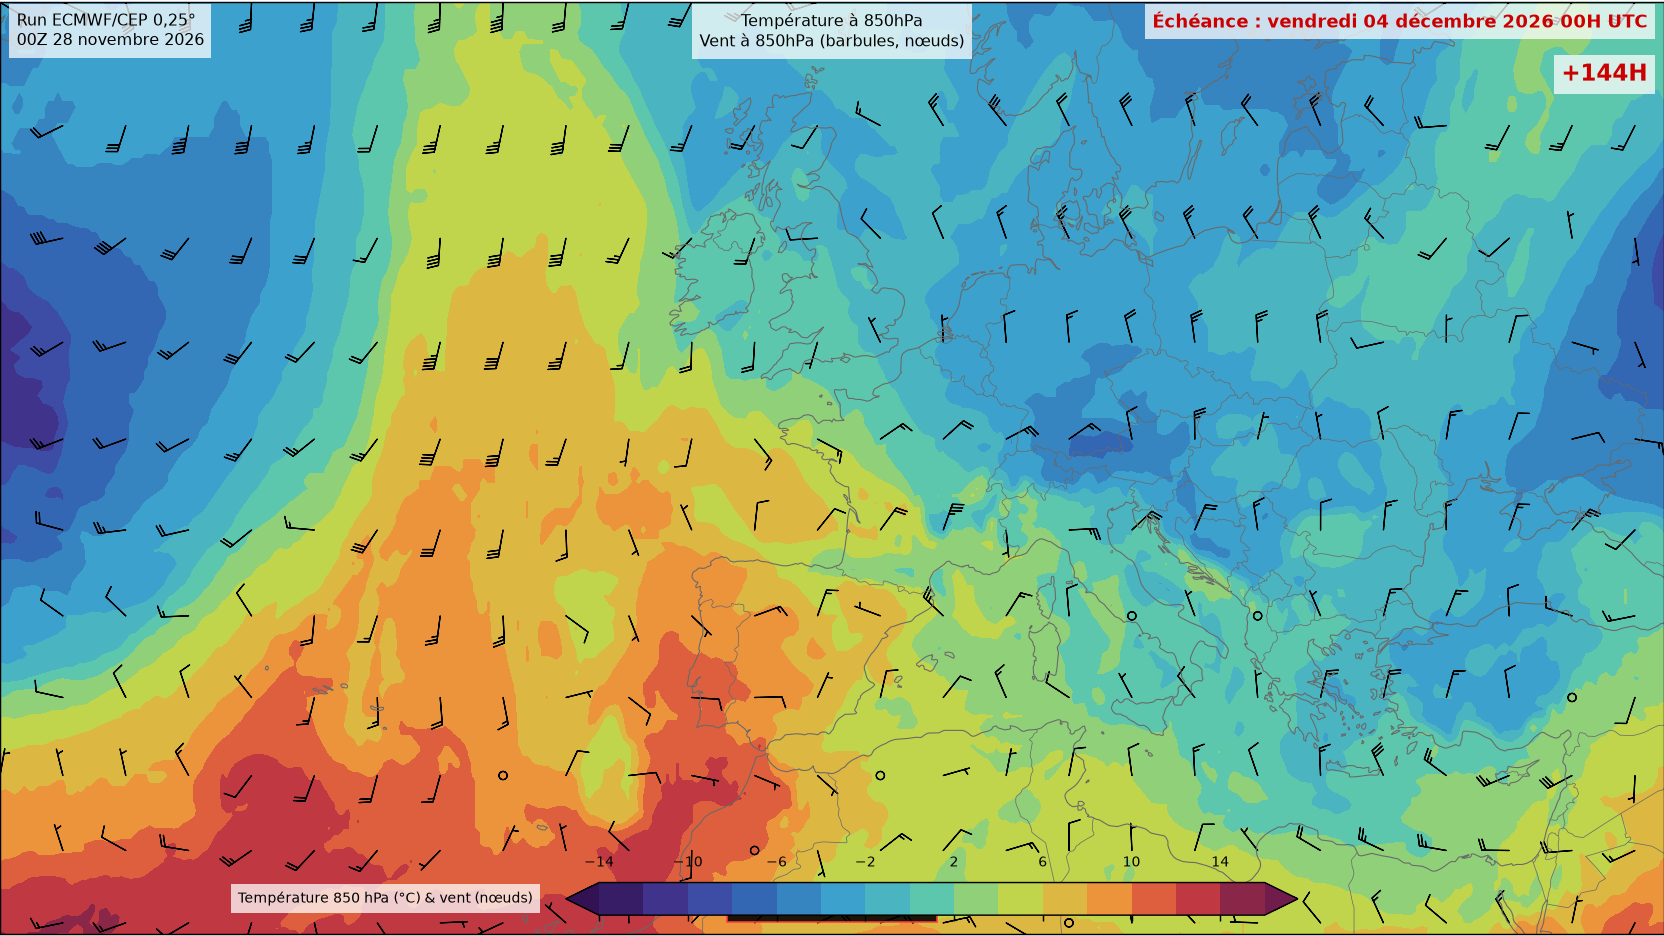 Run ECMWF/CEP 0,25°
00Z 28 novembre 2026
Température à 850hPa
Vent à 850hPa (barbules, nœuds)
Échéance : vendredi 04 décembre 2026 00H UTC
+144H
−14 −10 −6 −2 2 6 10 14
Température 850 hPa (°C) & vent (nœuds)